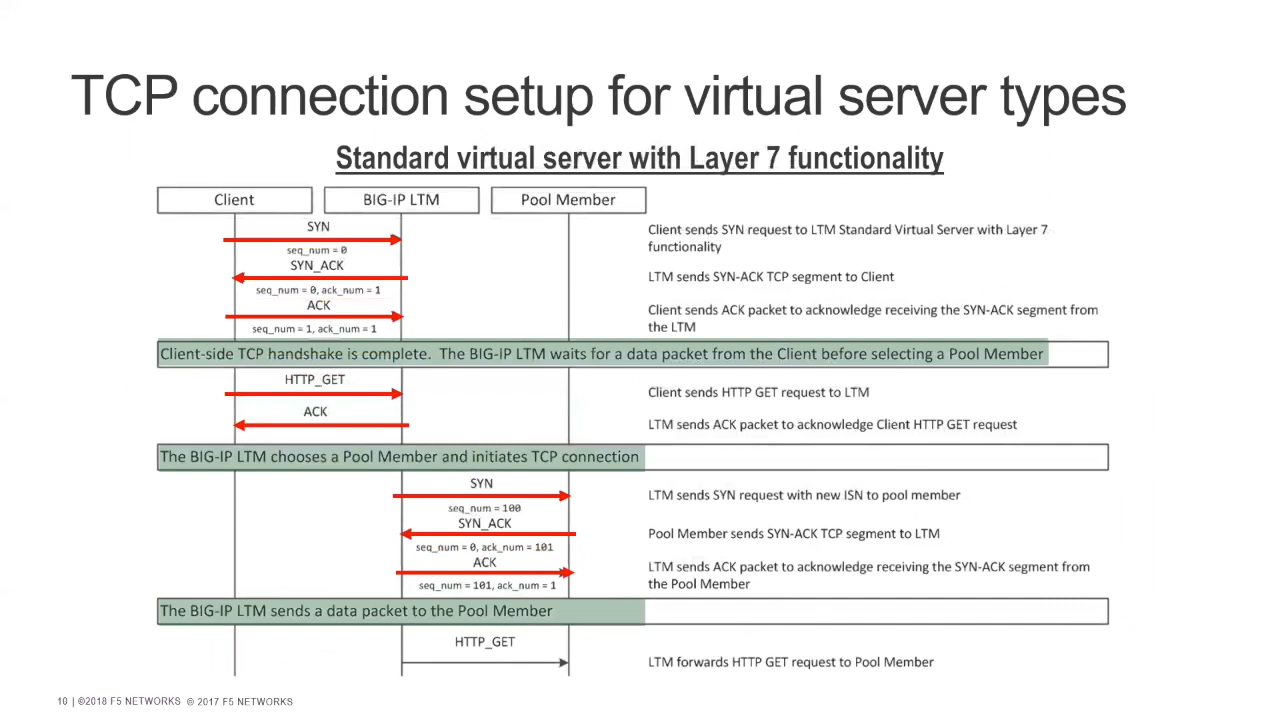 TCP connection setup for virtual server types
Standard virtual server with Layer 7 functionality
Client
BIG-IP LTM
Pool Member
SYN
Client sends SYN request to LTM Standard Virtual Server with Layer 7
functionality
seq_num = 0
SYN_ACK
LTM sends SYN-ACK TCP segment to Client
seq_num = 0, ack_num = 1
ACK
Client sends ACK packet to acknowledge receiving the SYN-ACK segment from
the LTM
seq_num = 1, ack_num = 1
Client-side TCP handshake is complete. The BIG-IP LTM waits for a data packet from the Client before selecting a Pool Member
HTTP_GET
Client sends HTTP GET request to LTM
ACK
LTM sends ACK packet to acknowledge Client HTTP GET request
The BIG-IP LTM chooses a Pool Member and initiates TCP connection
SYN
LTM sends SYN request with new ISN to pool member
seq_num = 100
SYN_ACK
Pool Member sends SYN-ACK TCP segment to LTM
seq_num = 0, ack_num = 101
ACK
LTM sends ACK packet to acknowledge receiving the SYN-ACK segment from
the Pool Member
seq_num = 101, ack_num = 1
The BIG-IP LTM sends a data packet to the Pool Member
HTTP_GET
LTM forwards HTTP GET request to Pool Member
10 | ©2018 F5 NETWORKS © 2017 F5 NETWORKS